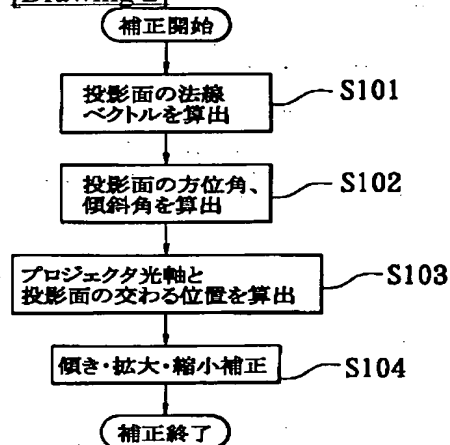 [Drawing 2]
補正開始
投影面の法線
ベクトルを算出
S101
投影面の方位角、
傾斜角を算出
S102
プロジェクタ光軸と
投影面の交わる位置を算出
S103
傾き・拡大・縮小補正
S104
補正終了